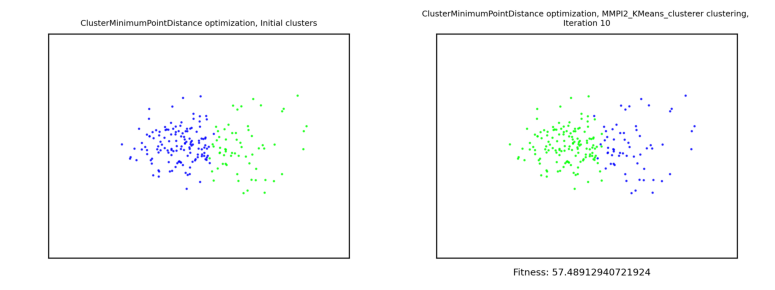 ClusterMinimumPointDistance optimization, Initial clusters
ClusterMinimumPointDistance optimization, MMPI2_KMeans_clusterer clustering,
Iteration 10
Fitness: 57.48912940721924